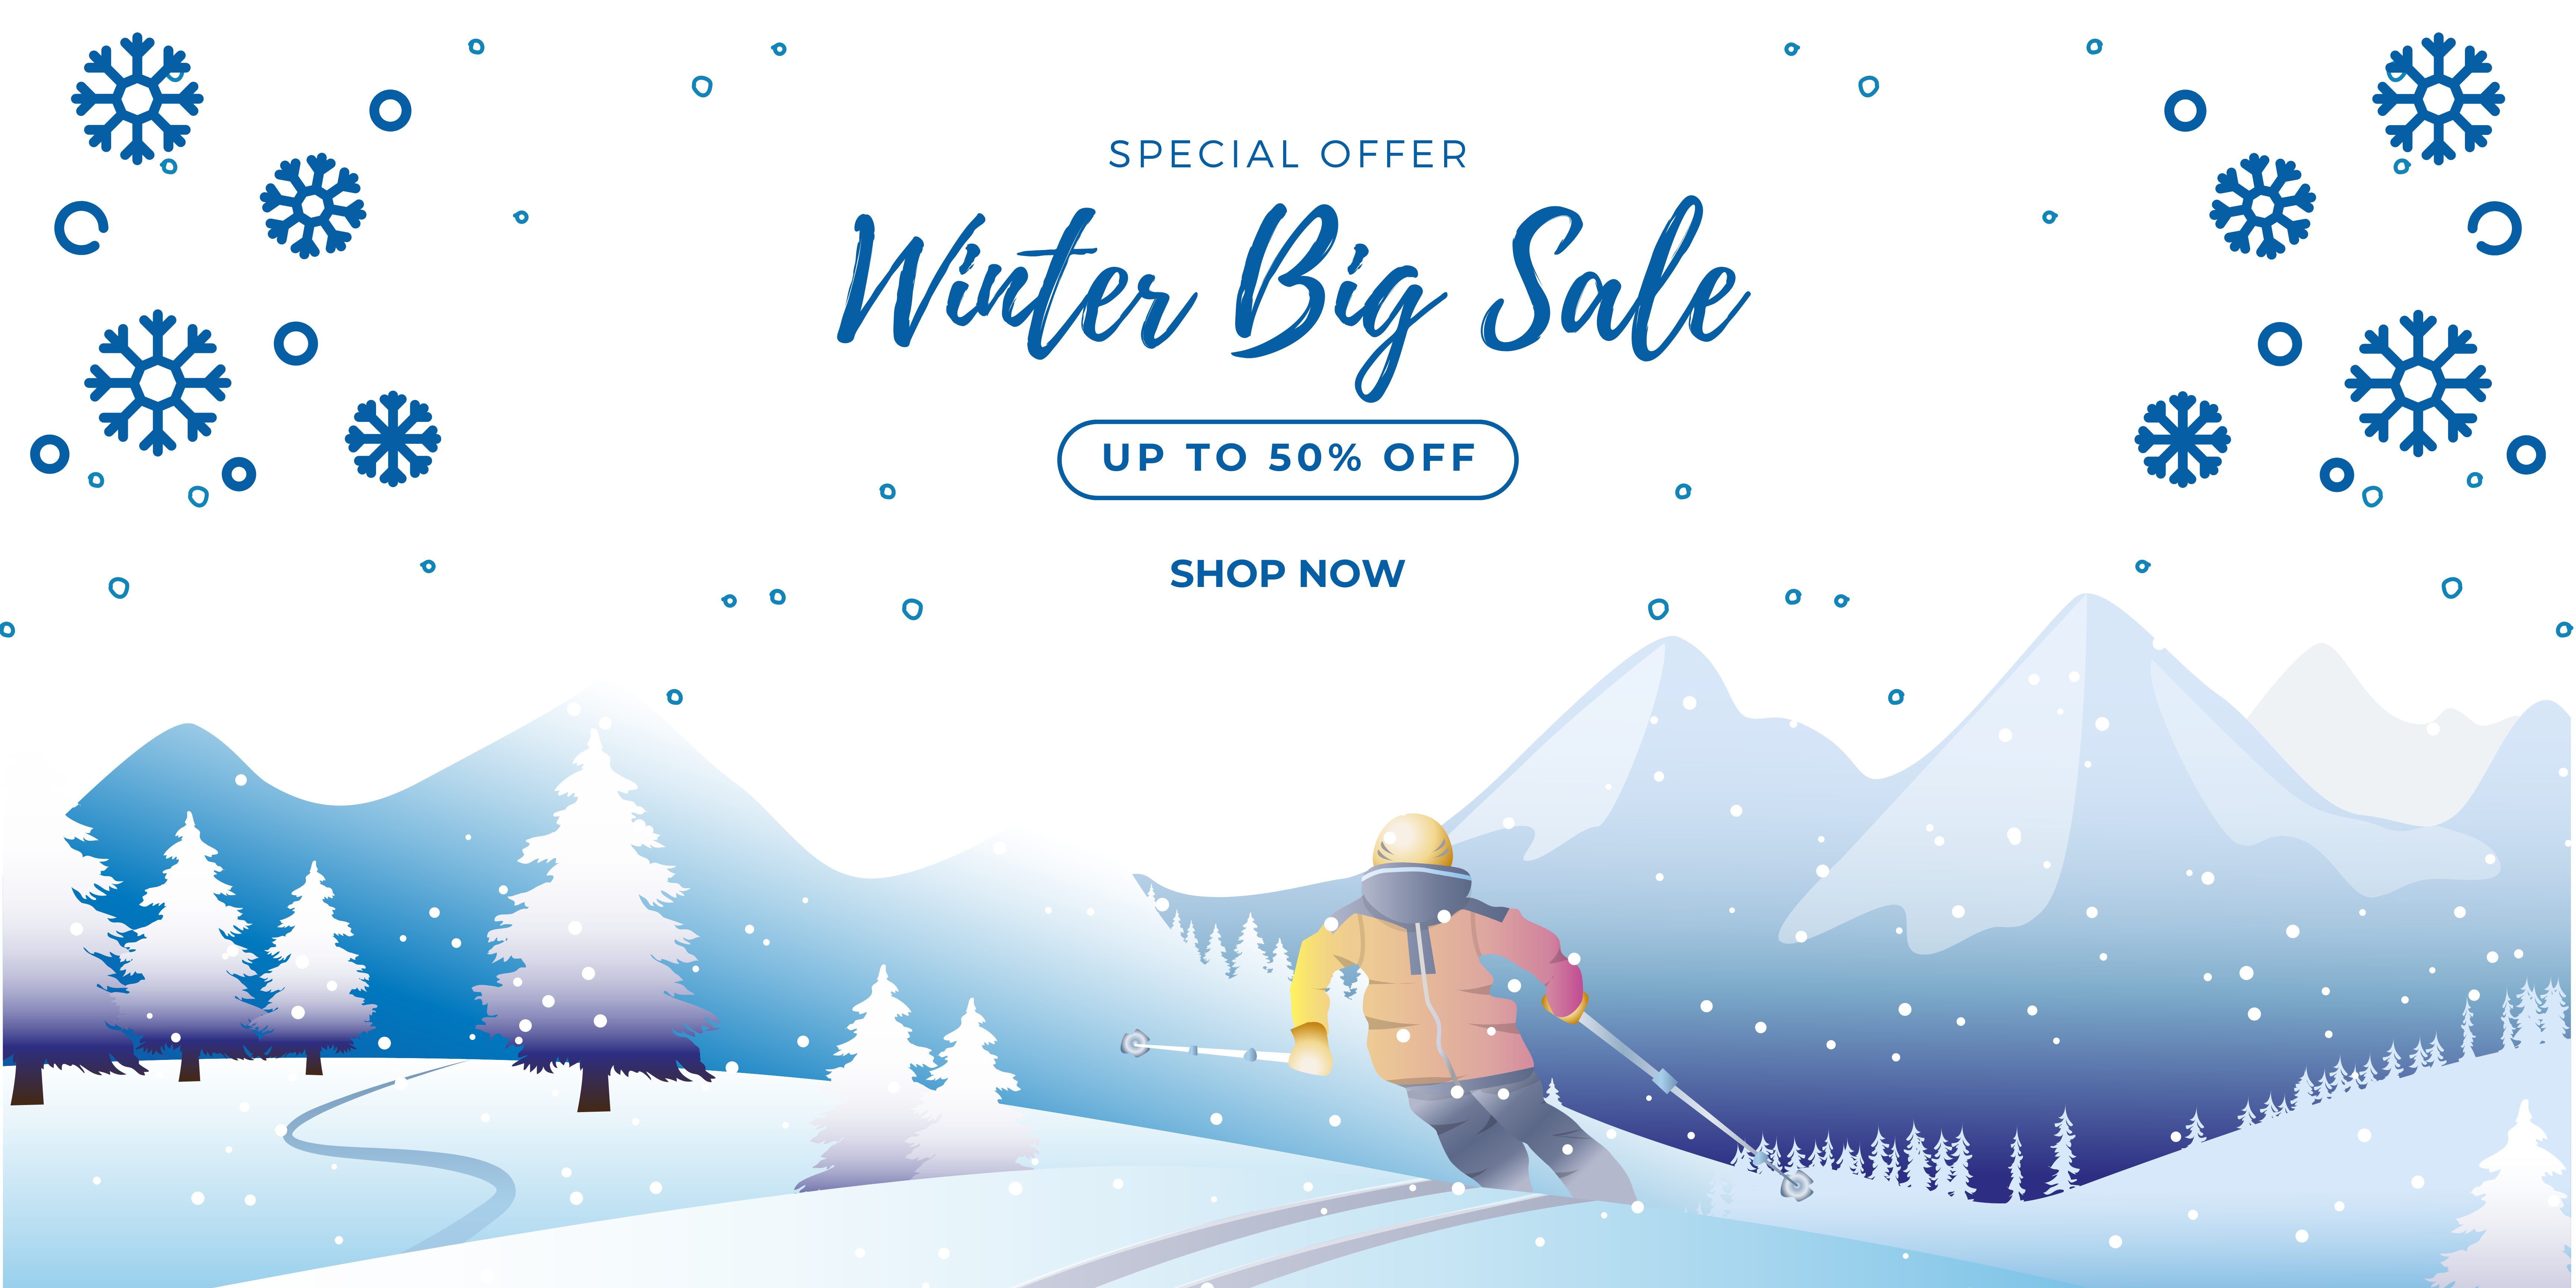 SPECIAL OFFER
Winter Big Sale
UP TO 50% OFF
SHOP NOW